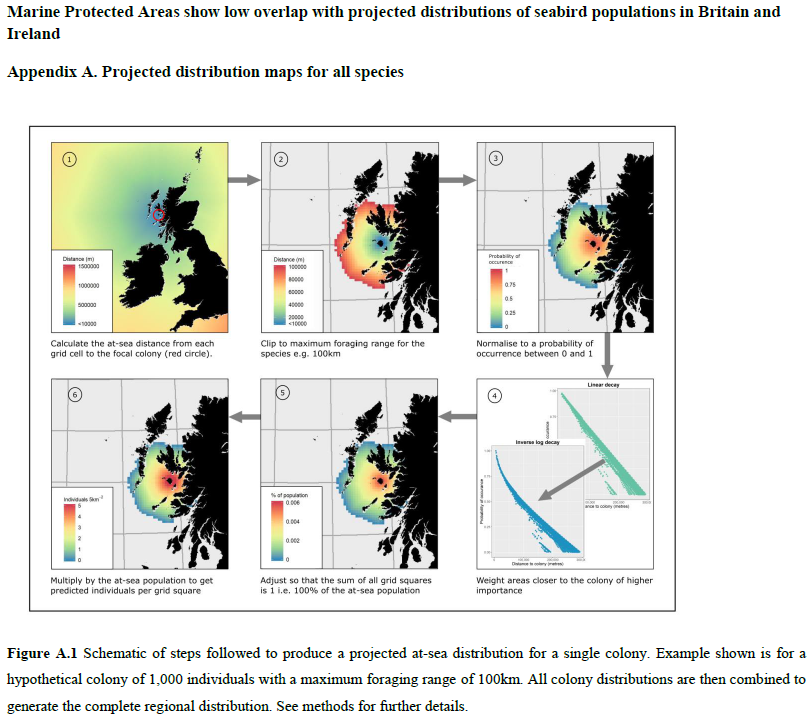 Marine Protected Areas show low overlap with projected distributions of seabird populations in Britain and
Ireland
Appendix A. Projected distribution maps for all species
1
Distance (m)
1500000
1000000
500000
<10000
Calculate the at-sea distance from each
grid cell to the focal colony (red circle).
2
Distance (m)
100000
80000
60000
40000
20000
<10000
Clip to maximum foraging range for the
species e.g. 100km
3
Probability of
occurence
1
0.75
0.5
0.25
0
Normalise to a probability of
occurrence between 0 and 1
4
Linear decay
Inverse log decay
Probability of occurance
Distance to colony (metres)
ance to colony (metres)
Weight areas closer to the colony of higher
importance
5
% of population
0.006
0.004
0.002
0
Adjust so that the sum of all grid squares
is 1 i.e. 100% of the at-sea population
6
Individuals 5km⁻²
5
4
3
2
1
0
Multiply by the at-sea population to get
predicted individuals per grid square
Figure A.1 Schematic of steps followed to produce a projected at-sea distribution for a single colony. Example shown is for a
hypothetical colony of 1,000 individuals with a maximum foraging range of 100km. All colony distributions are then combined to
generate the complete regional distribution. See methods for further details.